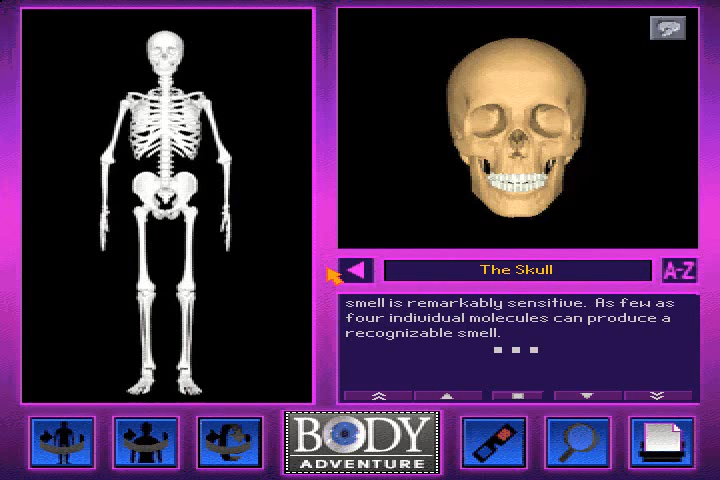 The Skull
A-Z
smell is remarkably sensitive. As few as
four individual molecules can produce a
recognizable smell.
BODY
ADVENTURE